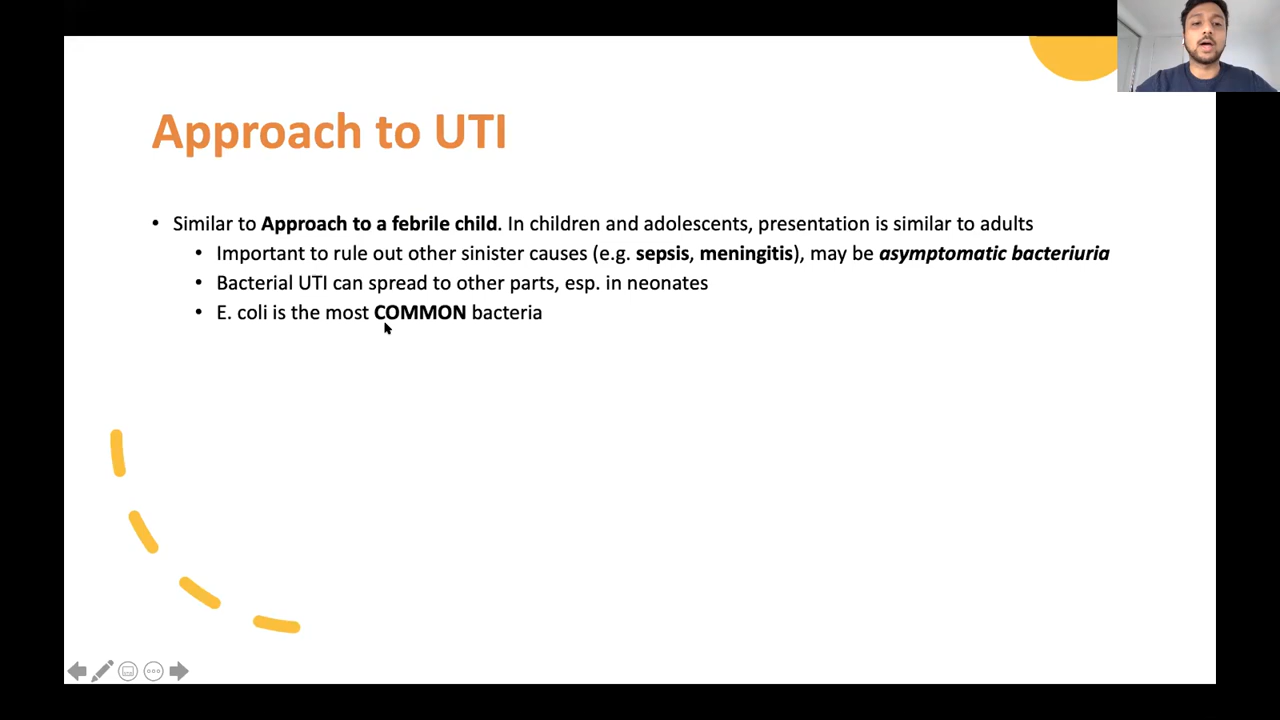 Approach to UTI
• Similar to Approach to a febrile child. In children and adolescents, presentation is similar to adults
• Important to rule out other sinister causes (e.g. sepsis, meningitis), may be asymptomatic bacteriuria
• Bacterial UTI can spread to other parts, esp. in neonates
• E. coli is the most COMMON bacteria